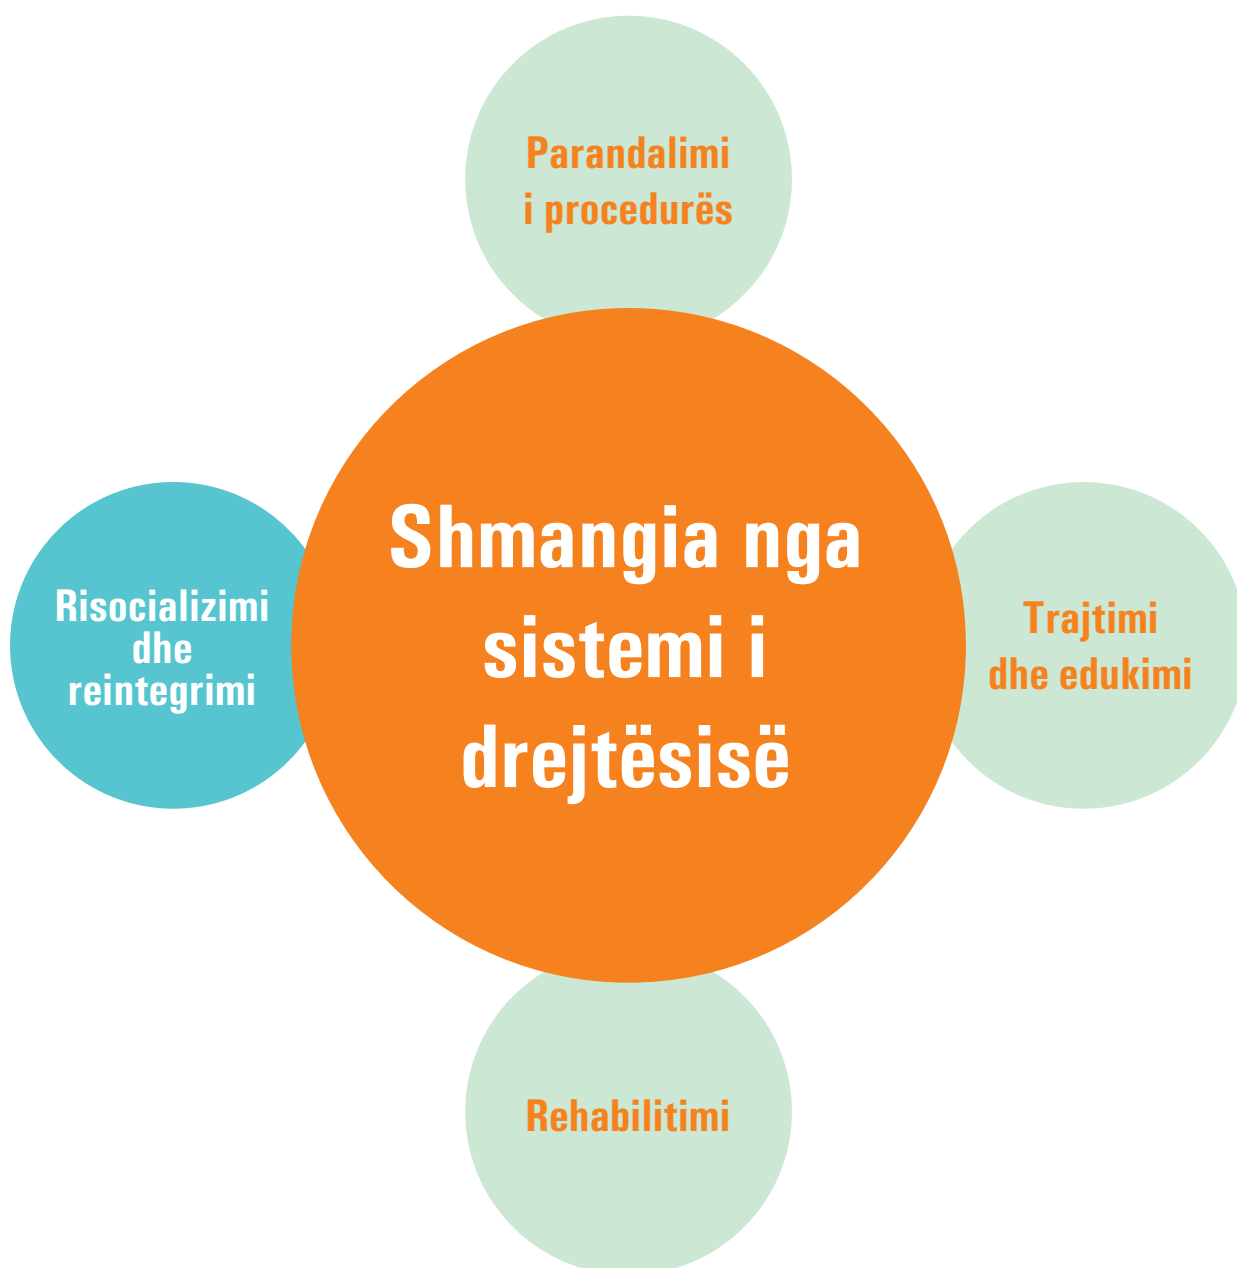 Parandalimi
i procedurës
Shmangia nga
sistemi i
drejtësisë
Risocializimi
dhe
reintegrimi
Trajtimi
dhe edukimi
Rehabilitimi